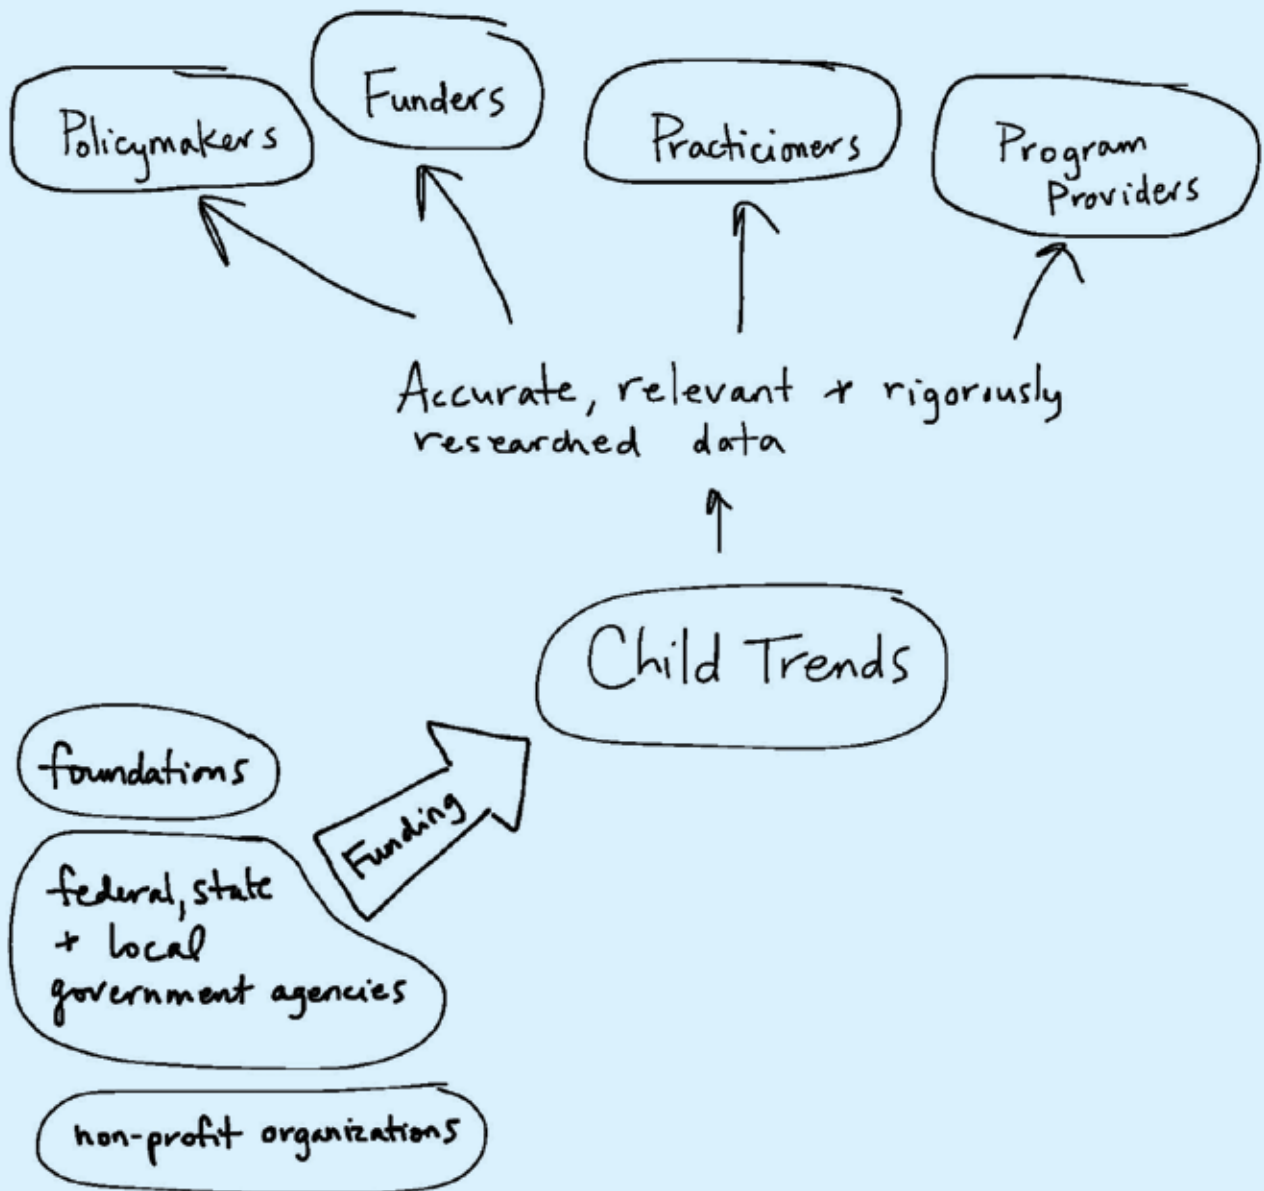 Policymakers
Funders
Practicioners
Program
Providers
Accurate, relevant + rigorously
researched data
Child Trends
Funding
foundations
federal, state
+ local
government agencies
non-profit organizations